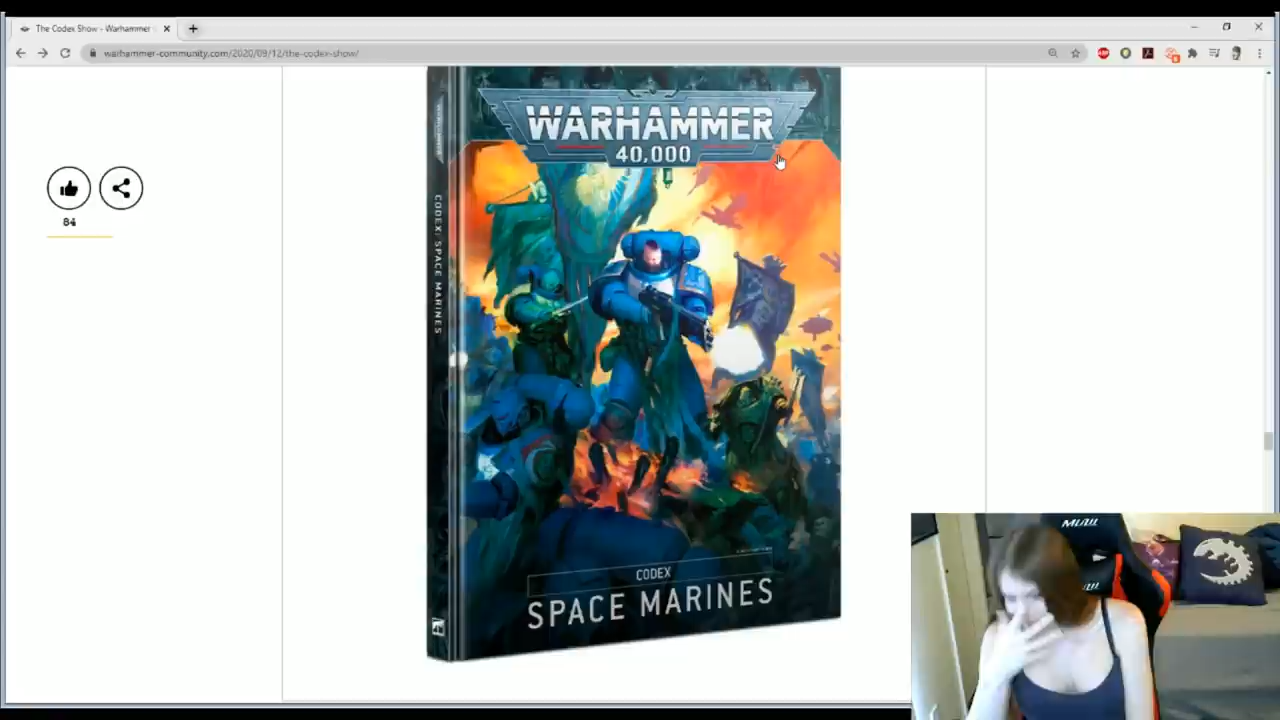 The Codex Show - Warhammer
warhammer-community.com/2020/09/12/the-codex-show/
WARHAMMER
40,000
CODEX: SPACE MARINES
84
CODEX
SPACE MARINES